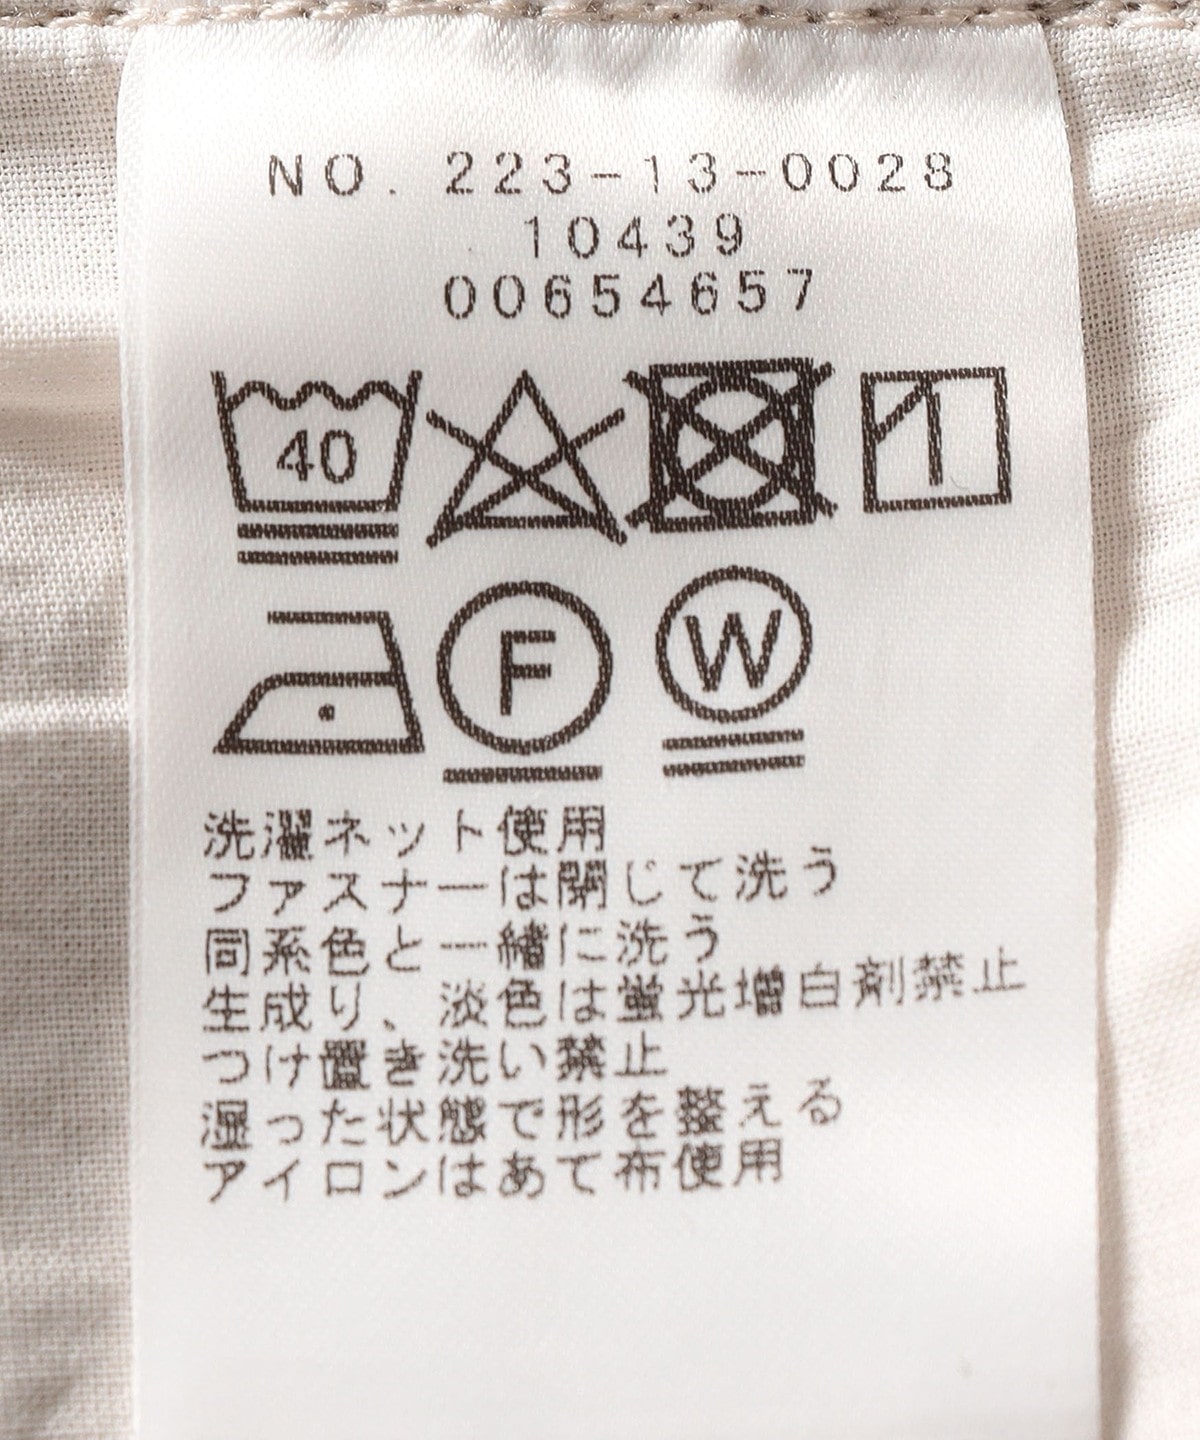 NO. 223-13-0028
10439
00654657
40
F W
洗濯ネット使用
ファスナーは閉じて洗う
同系色と一緒に洗う
生成り、淡色は蛍光増白剤禁止
つけ置き洗い禁止
湿った状態で形を整える
アイロンはあて布使用